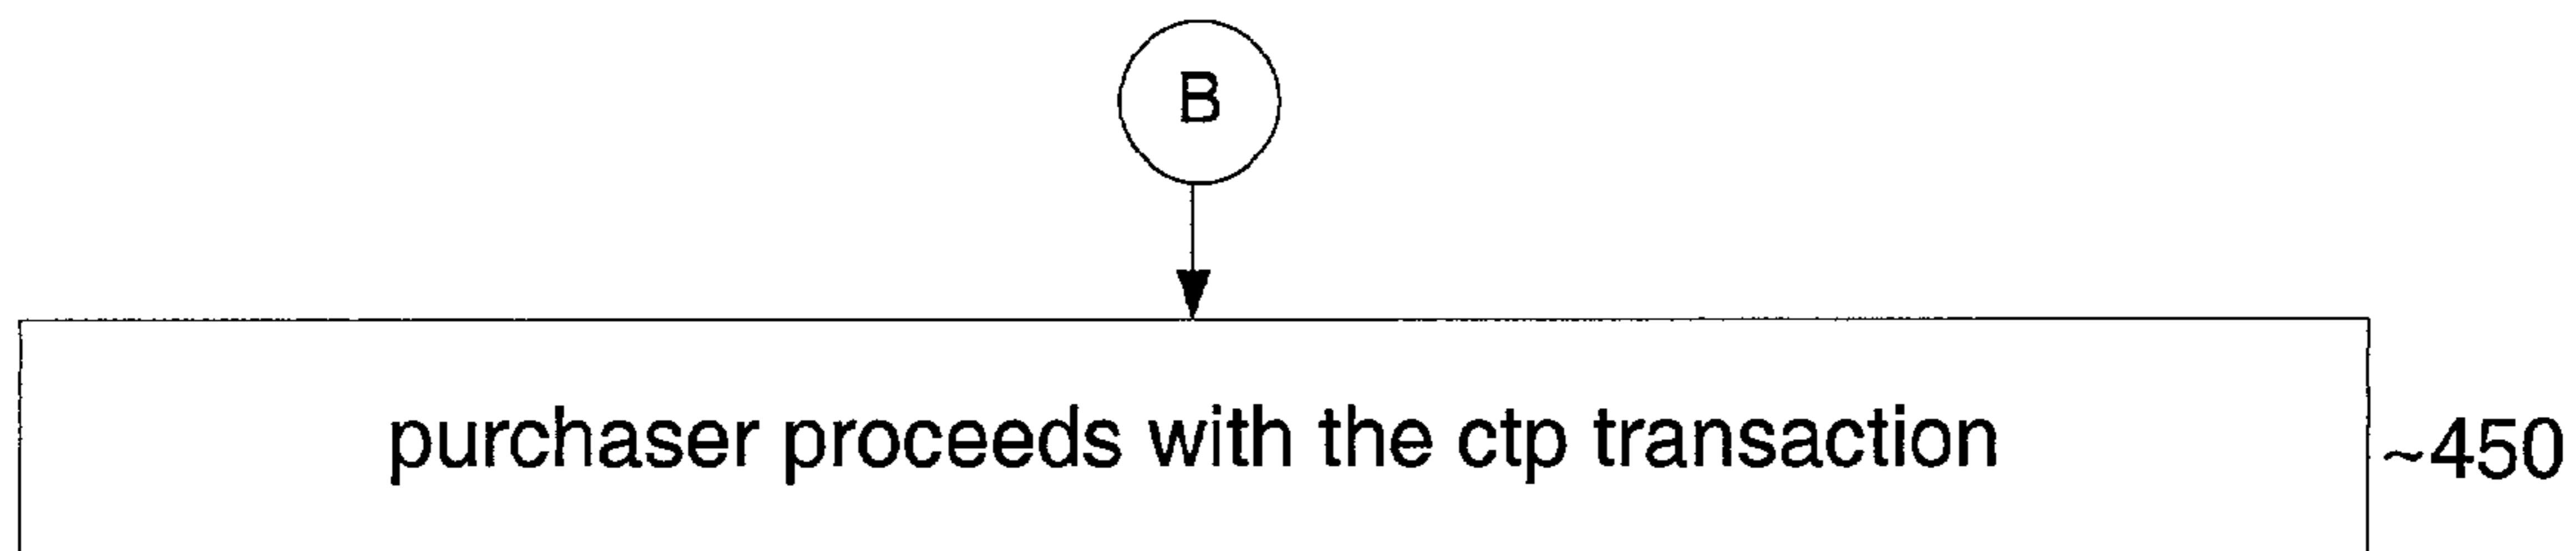 B
purchaser proceeds with the ctp transaction ~450